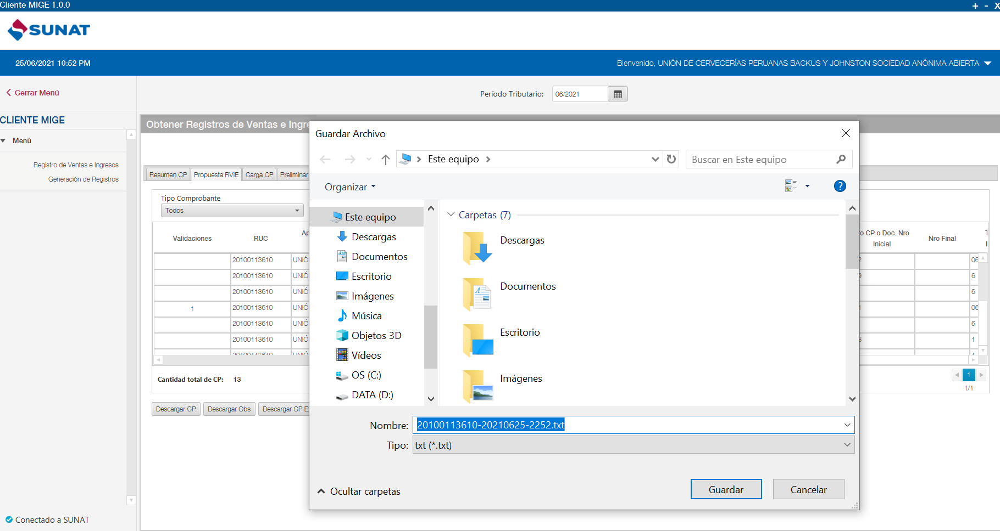 Cliente MIGE 1.0.0
+ - X
SUNAT
25/06/2021 10:52 PM
Bienvenido, UNIÓN DE CERVECERÍAS PERUANAS BACKUS Y JOHNSTON SOCIEDAD ANÓNIMA ABIERTA
Cerrar Menú
Período Tributario:
06/2021
CLIENTE MIGE
Menú
Registro de Ventas e Ingresos
Generación de Registros
Conectado a SUNAT
Obtener Registros de Ventas e Ingre
Resumen CP
Propuesta RVIE
Carga CP
Preliminar
Tipo Comprobante
Todos
Validaciones
RUC
Ap
o CP o Doc. Nro
Inicial
Nro Final
20100113610 UNIÓ
06
20100113610 UNIÓ
6
20100113610 UNIÓ
6
1 20100113610 UNIÓ
06
20100113610 UNIÓ
6
20100113610 UNIÓ
1
20100113610
Cantidad total de CP: 13
1
1/1
Descargar CP
Descargar Obs
Descargar CP Ex
Guardar Archivo
Este equipo
Buscar en Este equipo
Organizar
?
Este equipo
Descargas
Documentos
Escritorio
Imágenes
Música
Objetos 3D
Vídeos
OS (C:)
DATA (D:)
Carpetas (7)
Descargas
Documentos
Escritorio
Imágenes
Nombre: 20100113610-20210625-2252.txt
Tipo: txt (*.txt)
Ocultar carpetas
Guardar
Cancelar